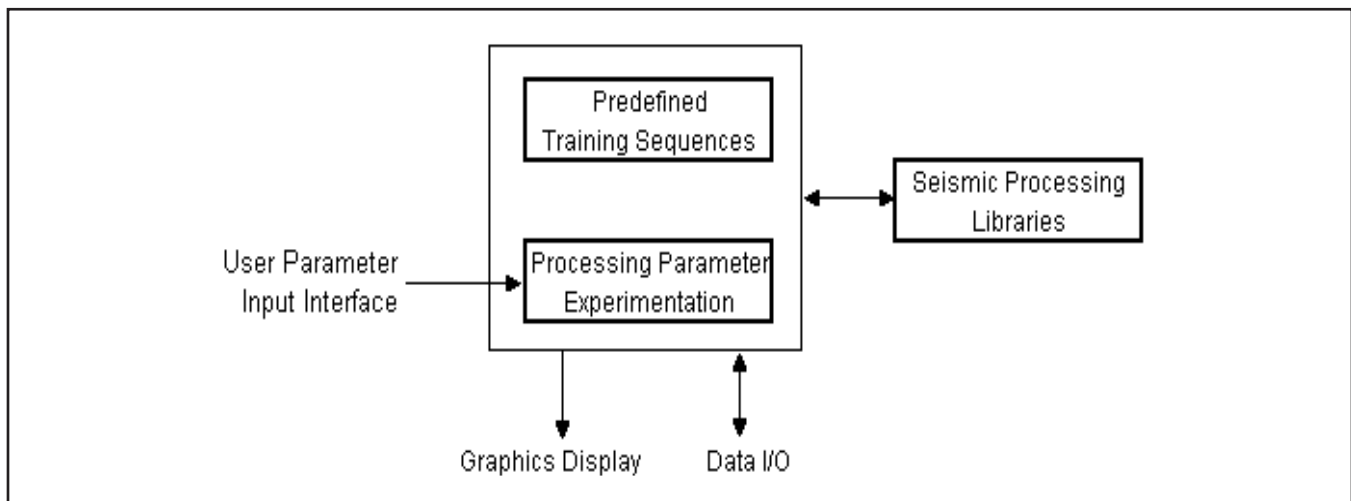 Predefined
Training Sequences
Seismic Processing
Libraries
User Parameter
Input Interface
Processing Parameter
Experimentation
Graphics Display
Data I/O